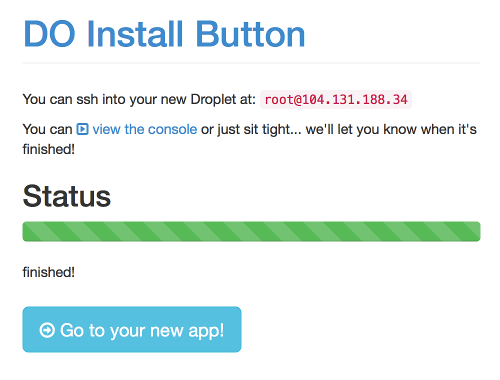 DO Install Button
You can ssh into your new Droplet at: root@104.131.188.34
You can view the console or just sit tight... we'll let you know when it's
finished!
Status
finished!
Go to your new app!